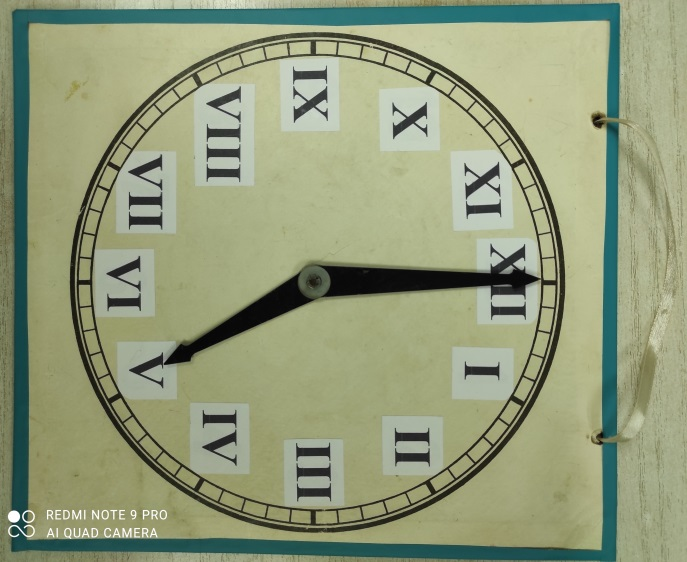 XII
I
II
III
IV
V
VI
VII
VIII
IX
X
XI
REDMI NOTE 9 PRO
AI QUAD CAMERA